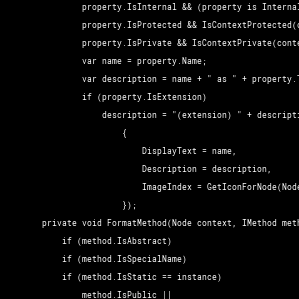 property.IsInternal && (property is Internal
property.IsProtected && IsContextProtected(c
property.IsPrivate && IsContextPrivate(conte
var name = property.Name;
var description = name + " as " + property.T
if (property.IsExtension)
description = "(extension) " + descripti
{
DisplayText = name,
Description = description,
ImageIndex = GetIconForNode(Node
});
private void FormatMethod(Node context, IMethod meth
if (method.IsAbstract)
if (method.IsSpecialName)
if (method.IsStatic == instance)
method.IsPublic ||